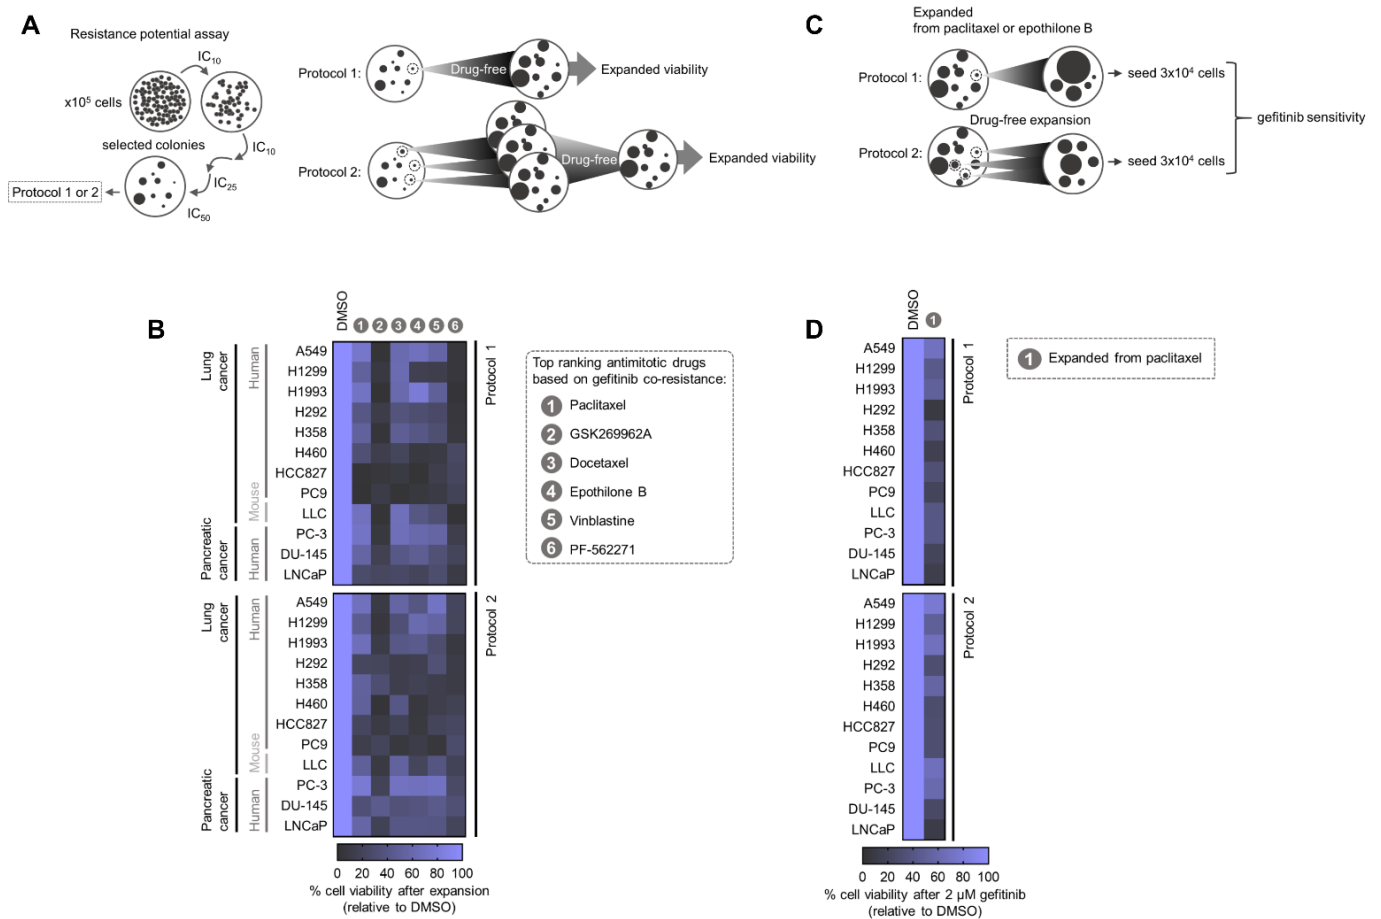 A
Resistance potential assay
IC10
x10⁵ cells
selected colonies
IC10
IC25
IC50
Protocol 1 or 2
Protocol 1:
Drug-free
Expanded viability
Protocol 2:
Drug-free
Expanded viability
C
Expanded
from paclitaxel or epothilone B
Protocol 1:
seed 3x10⁴ cells
Drug-free expansion
gefitinib sensitivity
Protocol 2:
seed 3x10⁴ cells
B
DMSO
1 2 3 4 5 6
Lung cancer
Human
Mouse
Pancreatic cancer
Human
A549
H1299
H1993
H292
H358
H460
HCC827
PC9
LLC
PC-3
DU-145
LNCaP
Protocol 1
Lung cancer
Human
Mouse
Pancreatic cancer
Human
A549
H1299
H1993
H292
H358
H460
HCC827
PC9
LLC
PC-3
DU-145
LNCaP
Protocol 2
0 20 40 60 80 100
% cell viability after expansion
(relative to DMSO)
Top ranking antimitotic drugs
based on gefitinib co-resistance:
1 Paclitaxel
2 GSK269962A
3 Docetaxel
4 Epothilone B
5 Vinblastine
6 PF-562271
D
DMSO
1
A549
H1299
H1993
H292
H358
H460
HCC827
PC9
LLC
PC-3
DU-145
LNCaP
Protocol 1
A549
H1299
H1993
H292
H358
H460
HCC827
PC9
LLC
PC-3
DU-145
LNCaP
Protocol 2
0 20 40 60 80 100
% cell viability after 2 µM gefitinib
(relative to DMSO)
1 Expanded from paclitaxel